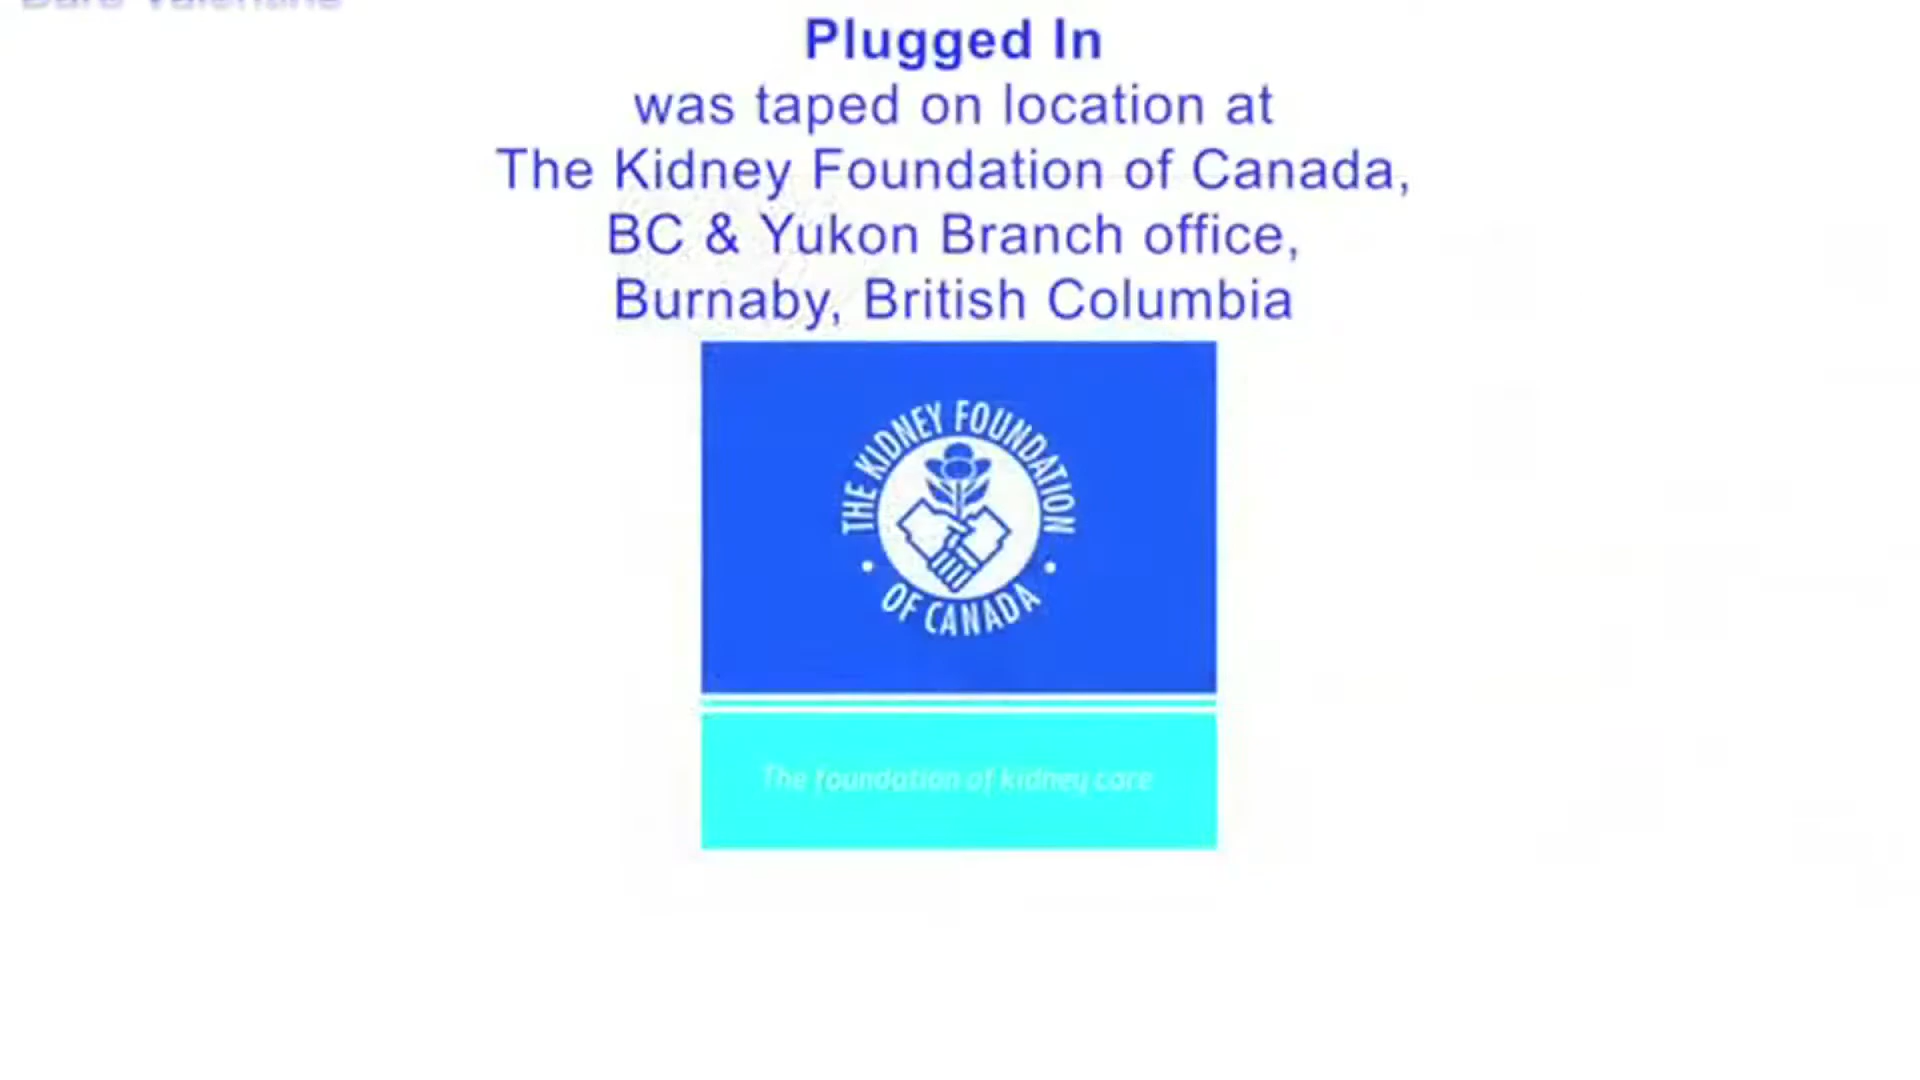 Plugged In
was taped on location at
The Kidney Foundation of Canada,
BC & Yukon Branch office,
Burnaby, British Columbia
THE KIDNEY FOUNDATION
• OF CANADA •
The foundation of kidney care